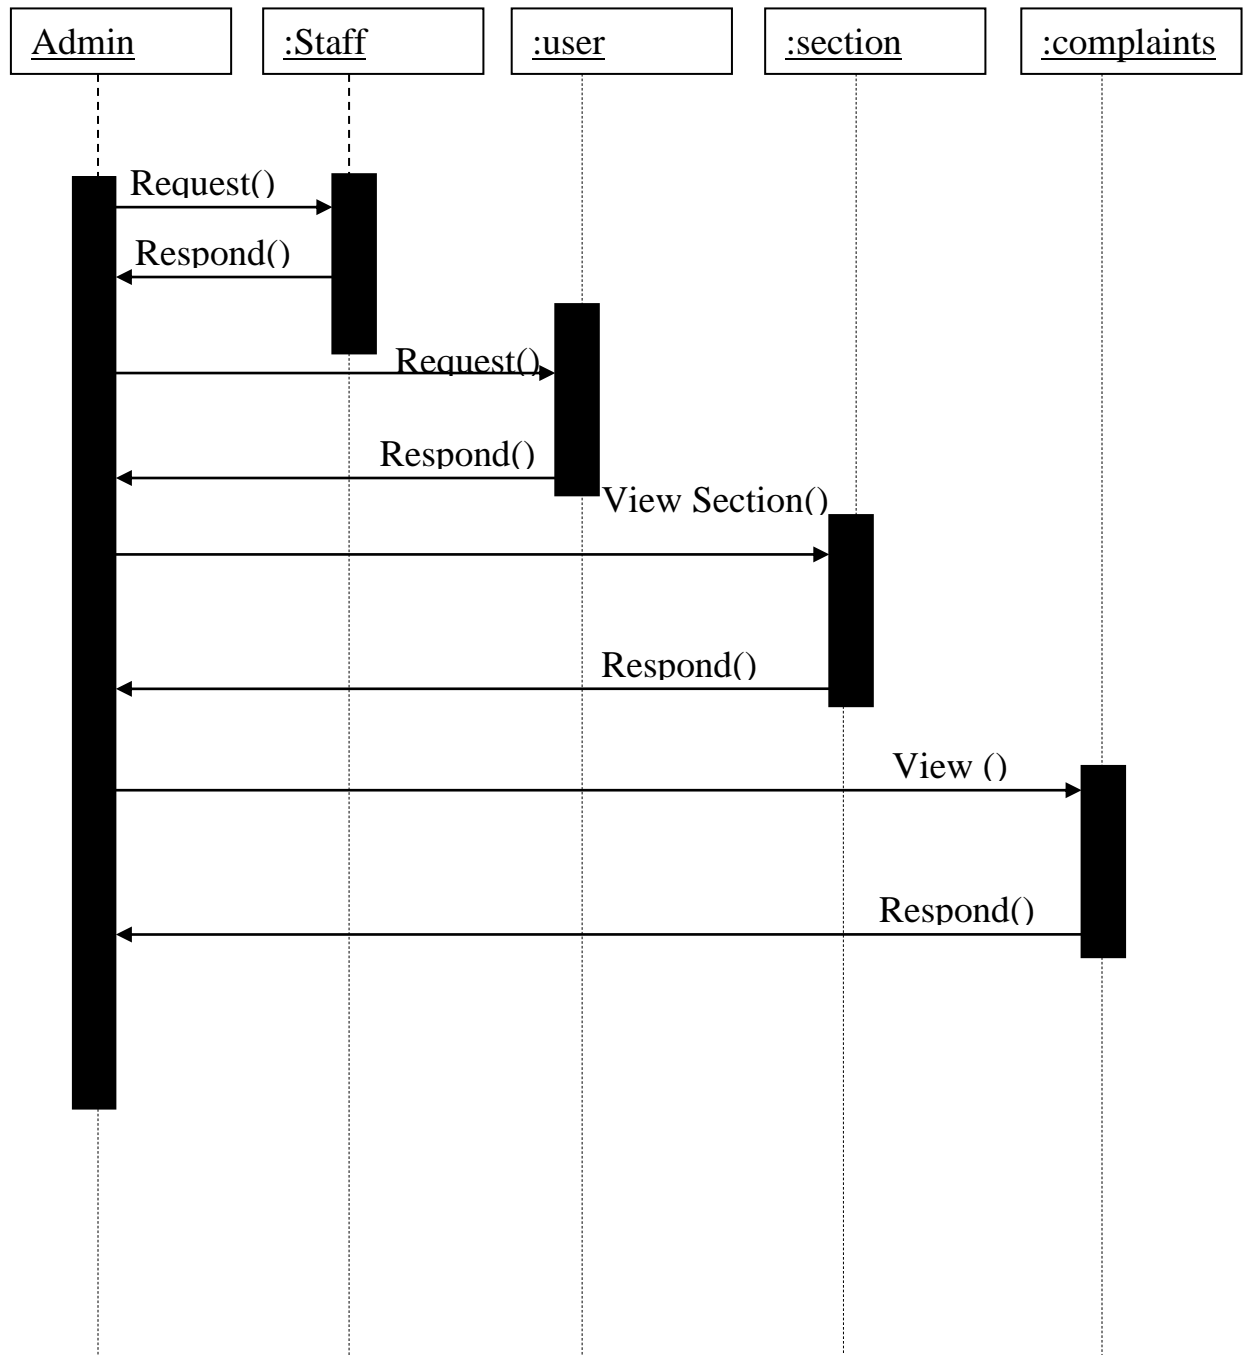 Admin
:Staff
:user
:section
:complaints
Request()
Respond()
Request()
Respond()
View Section()
Respond()
View ()
Respond()